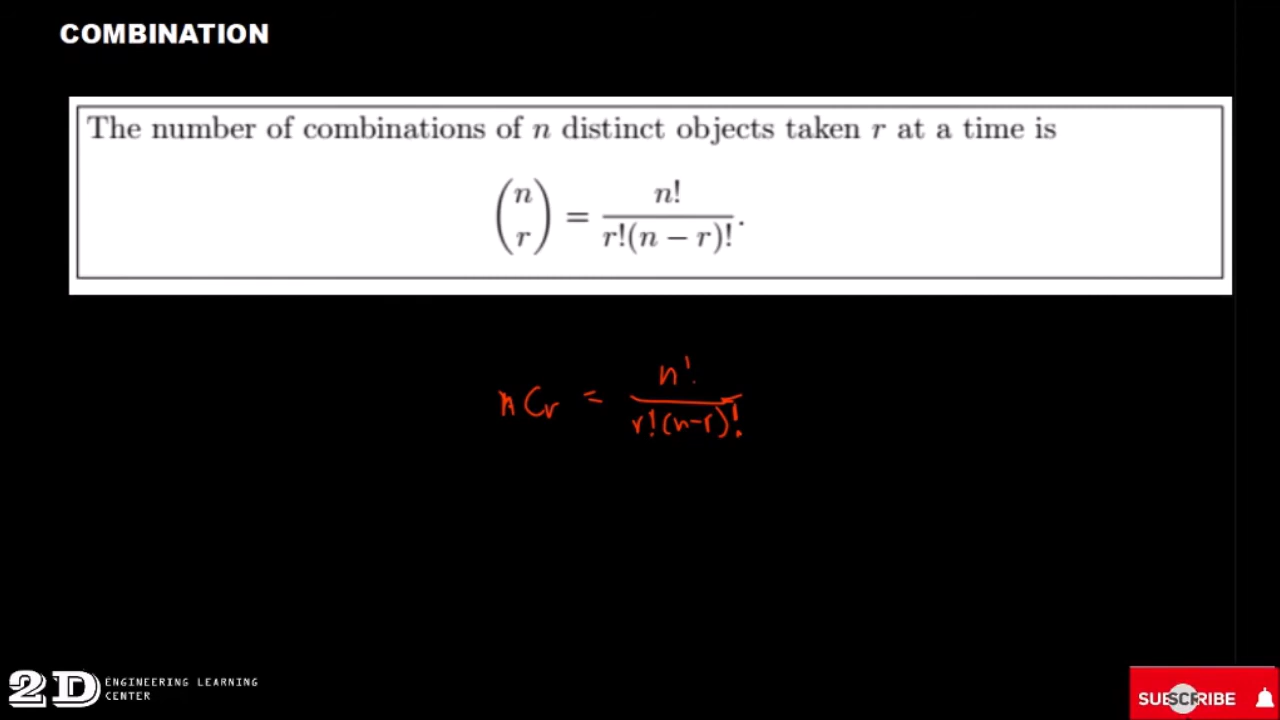 COMBINATION
The number of combinations of n distinct objects taken r at a time is
(n r) = n! / r!(n − r)!.
nCr = n! / r!(n-r)!
2D ENGINEERING LEARNING
CENTER
SUBSCRIBE